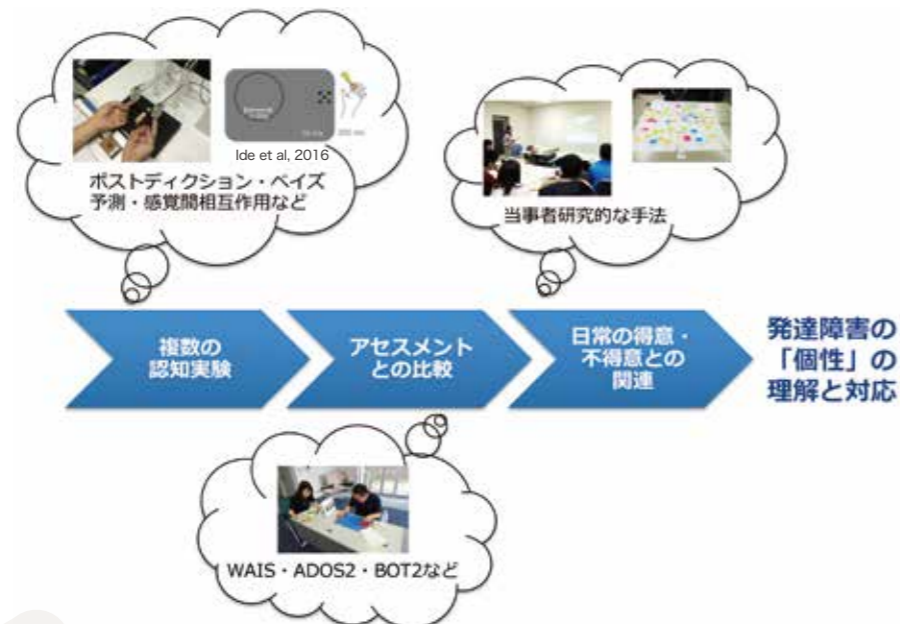 Ide et al, 2016
ポストディクション・ベイズ
予測・感覚間相互作用など
当事者研究的な手法
複数の
認知実験
アセスメント
との比較
日常の得意・
不得意との
関連
発達障害の
「個性」の
理解と対応
WAIS・ADOS2・BOT2など